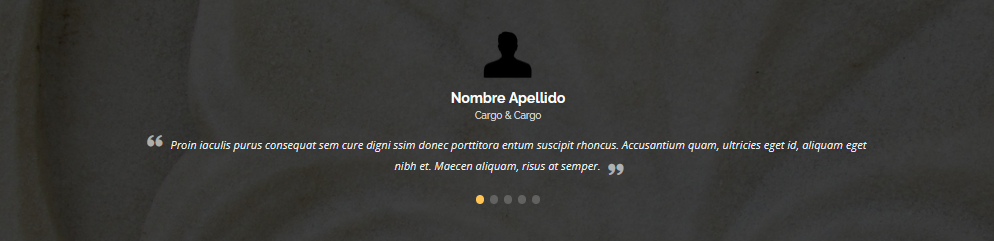 Nombre Apellido
Cargo & Cargo
“ Proin iaculis purus consequat sem cure digni ssim donec porttitora entum suscipit rhoncus. Accusantium quam, ultricies eget id, aliquam eget
nibh et. Maecen aliquam, risus at semper. ”